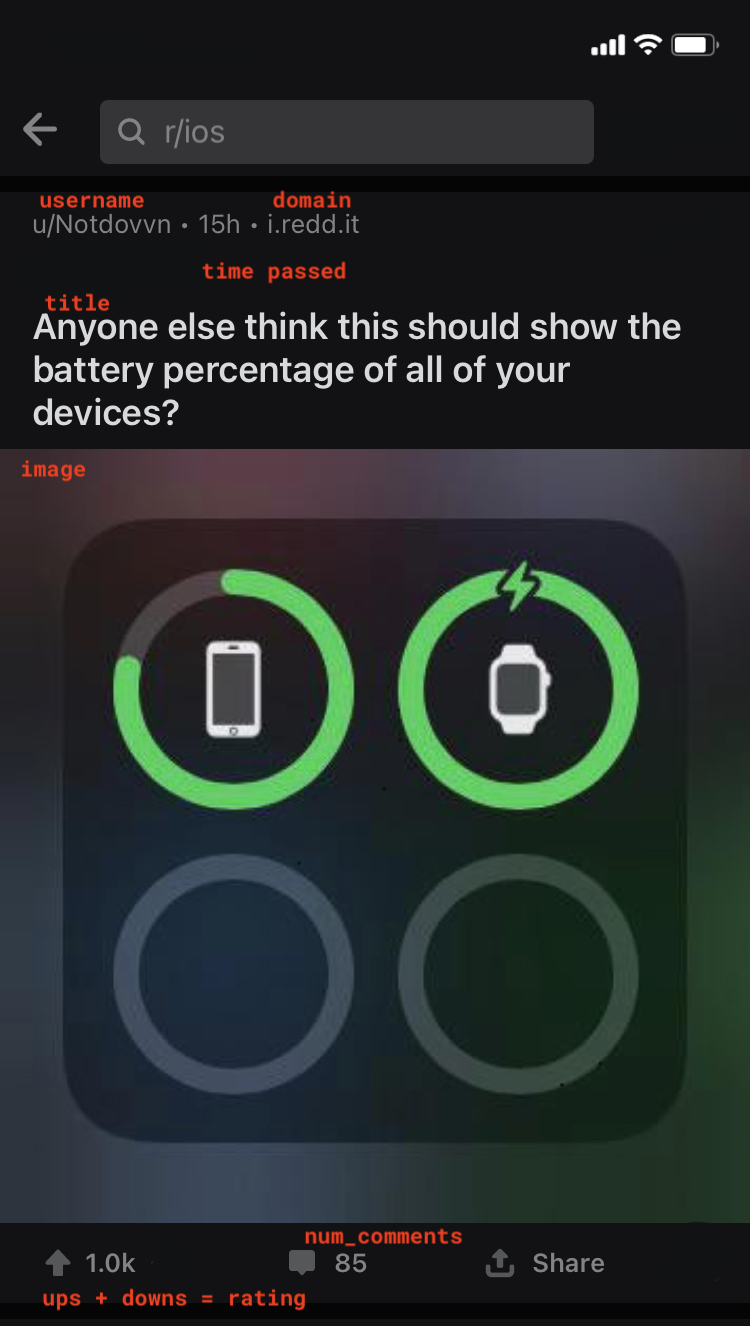 r/ios
username domain
u/Notdovvn • 15h • i.redd.it
time passed
title
Anyone else think this should show the
battery percentage of all of your
devices?
image
num_comments
1.0k 85 Share
ups + downs = rating